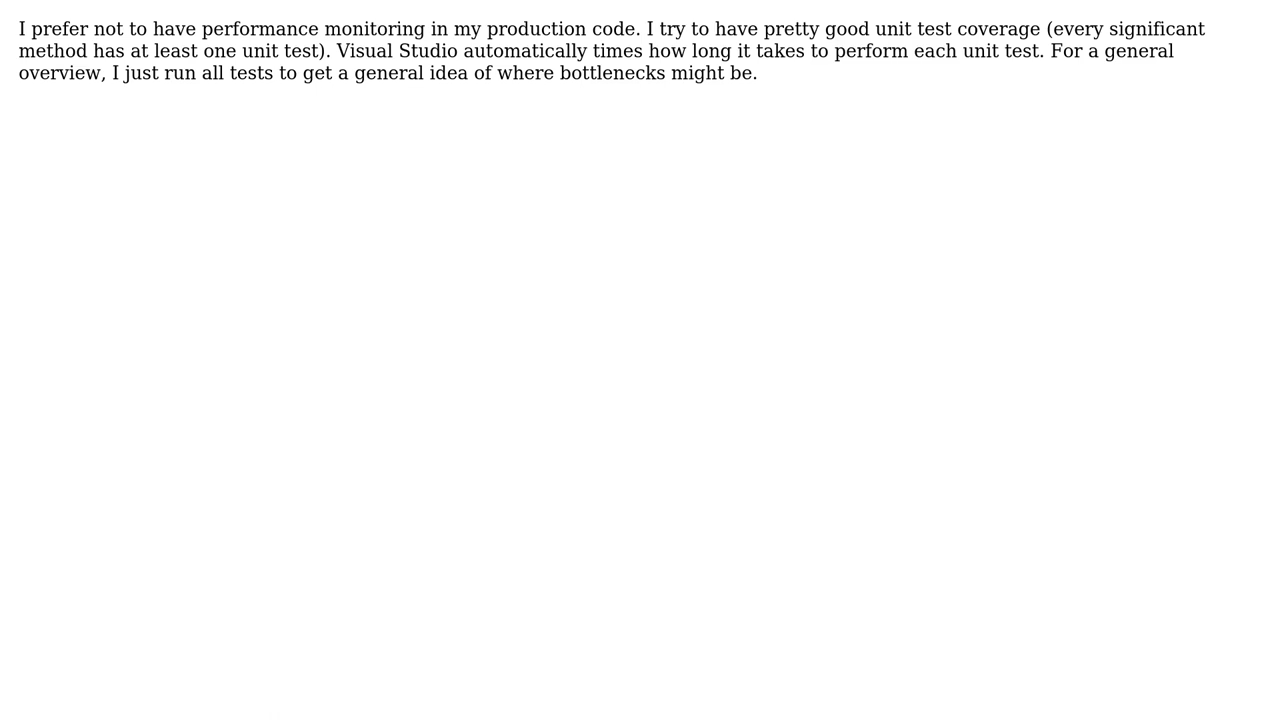 I prefer not to have performance monitoring in my production code. I try to have pretty good unit test coverage (every significant
method has at least one unit test). Visual Studio automatically times how long it takes to perform each unit test. For a general
overview, I just run all tests to get a general idea of where bottlenecks might be.